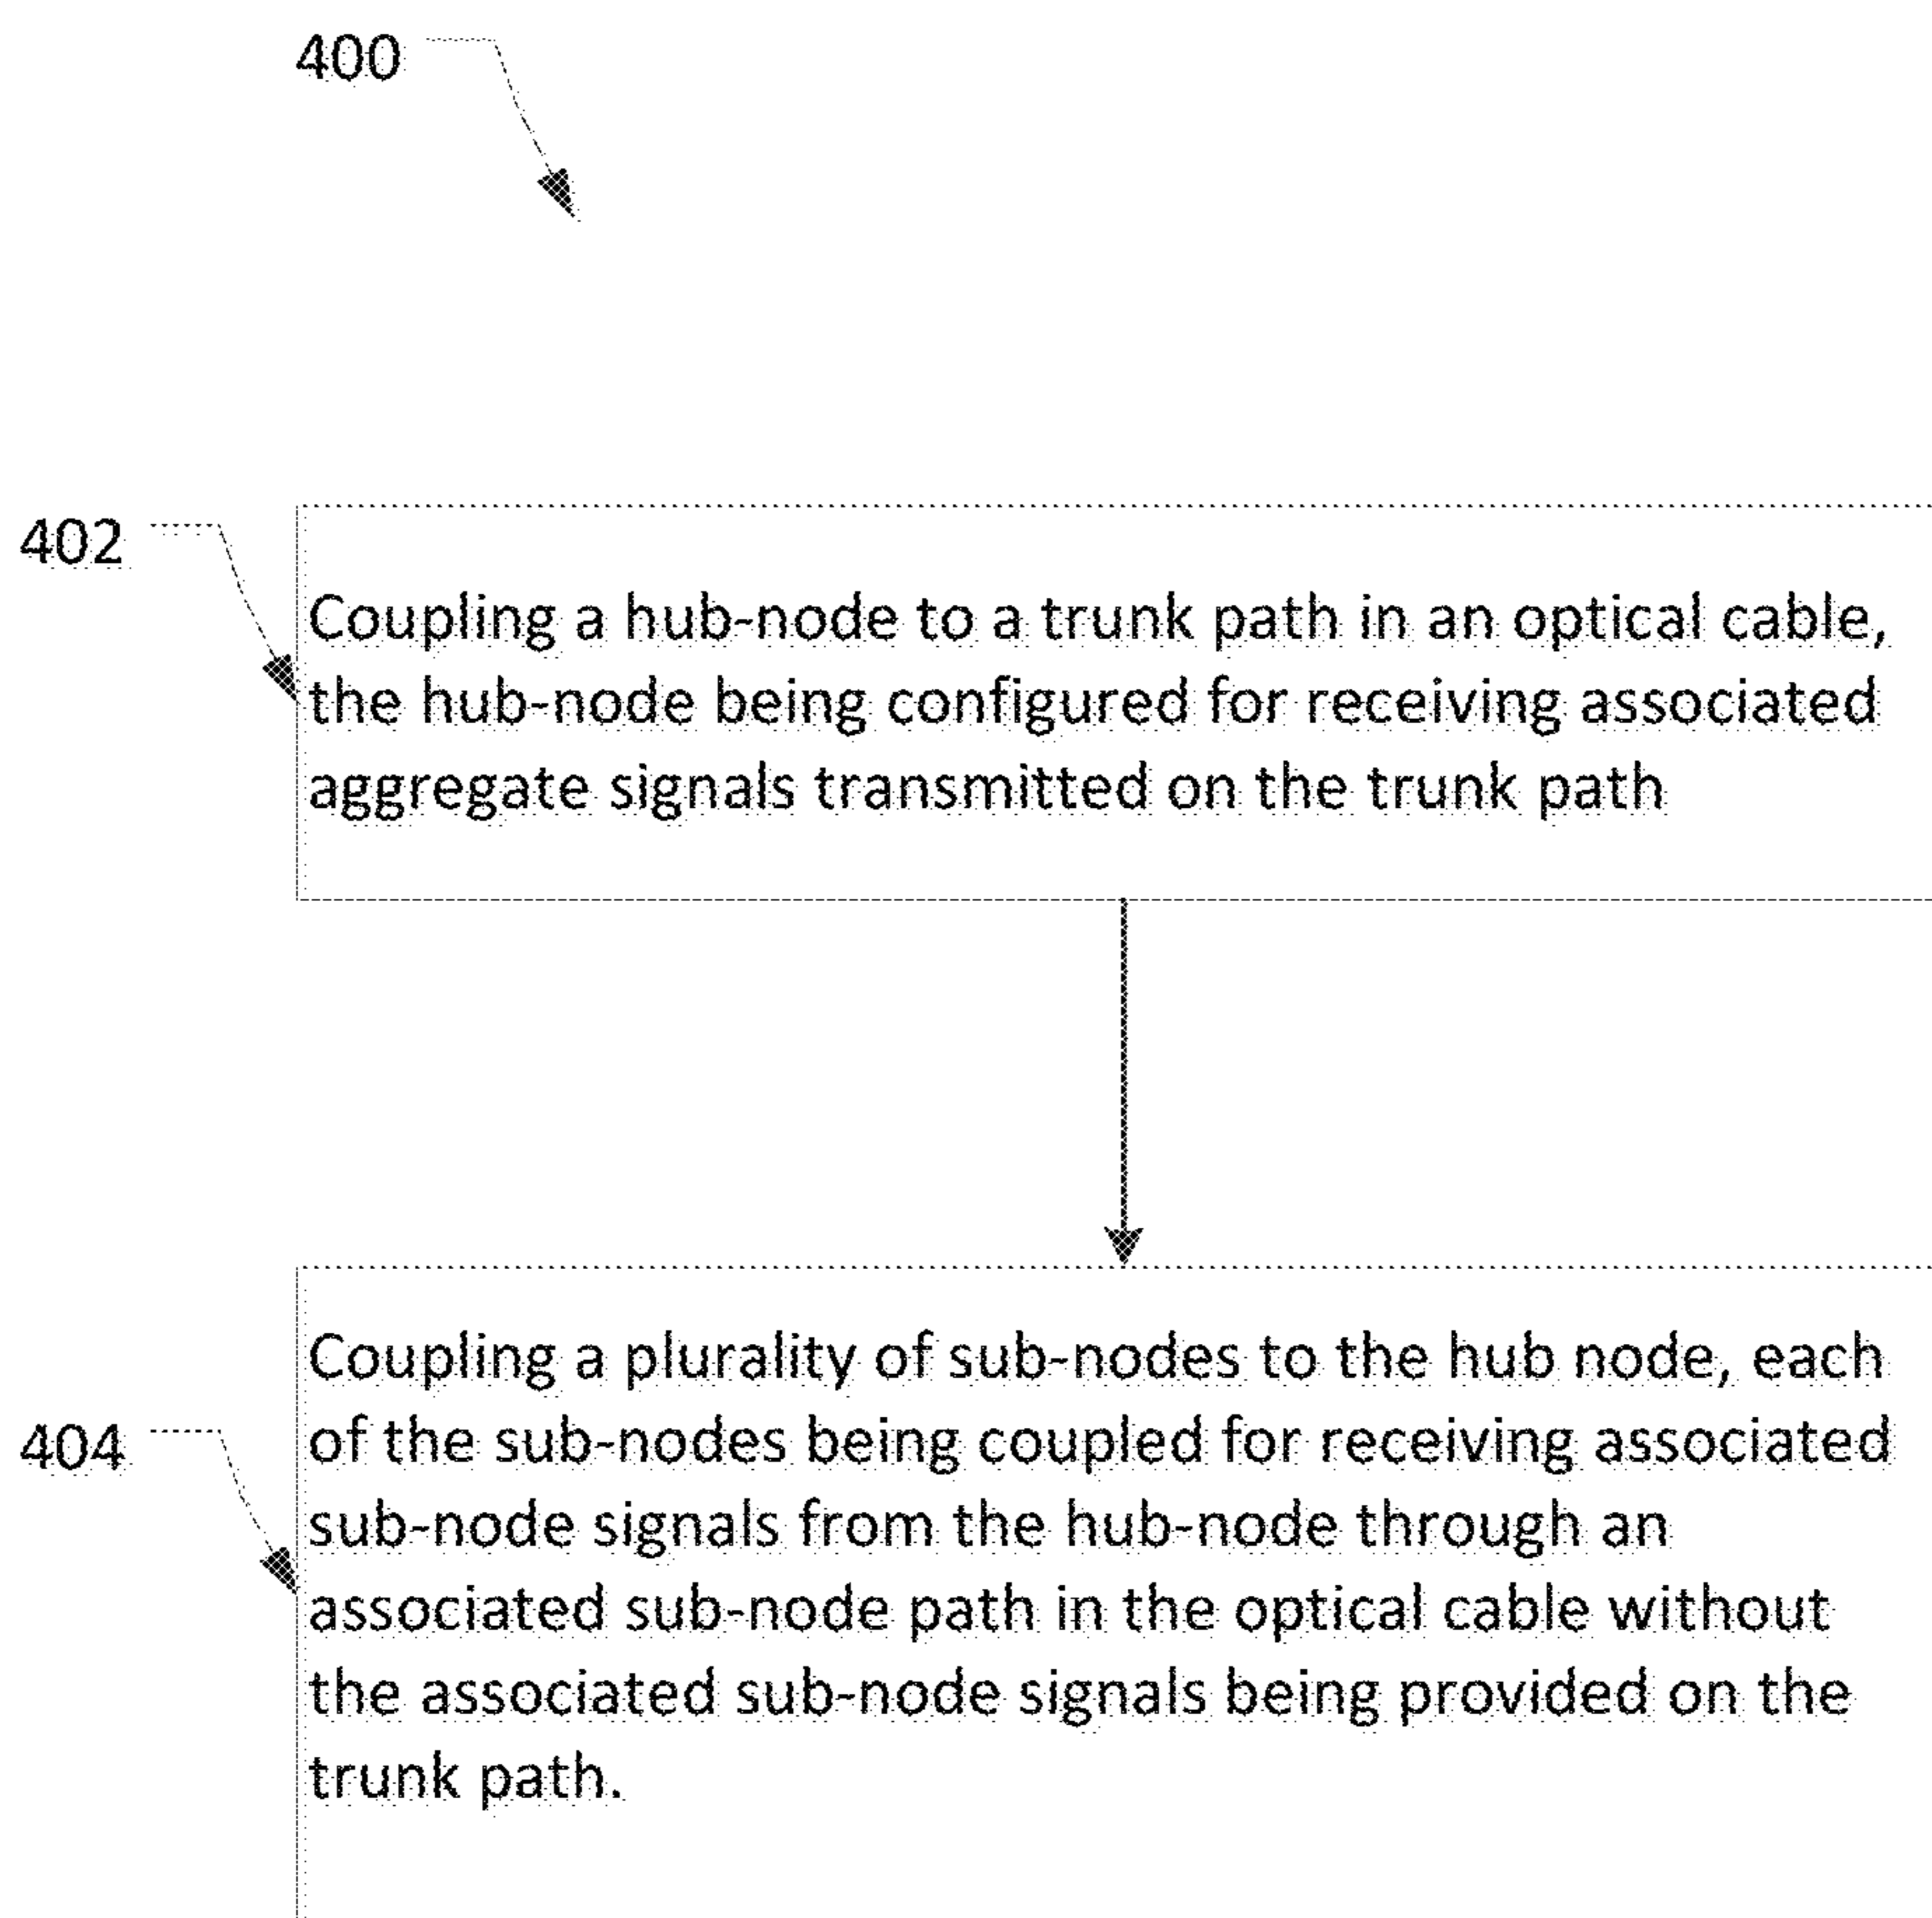 400
402
Coupling a hub-node to a trunk path in an optical cable,
the hub-node being configured for receiving associated
aggregate signals transmitted on the trunk path
404
Coupling a plurality of sub-nodes to the hub node, each
of the sub-nodes being coupled for receiving associated
sub-node signals from the hub-node through an
associated sub-node path in the optical cable without
the associated sub-node signals being provided on the
trunk path.